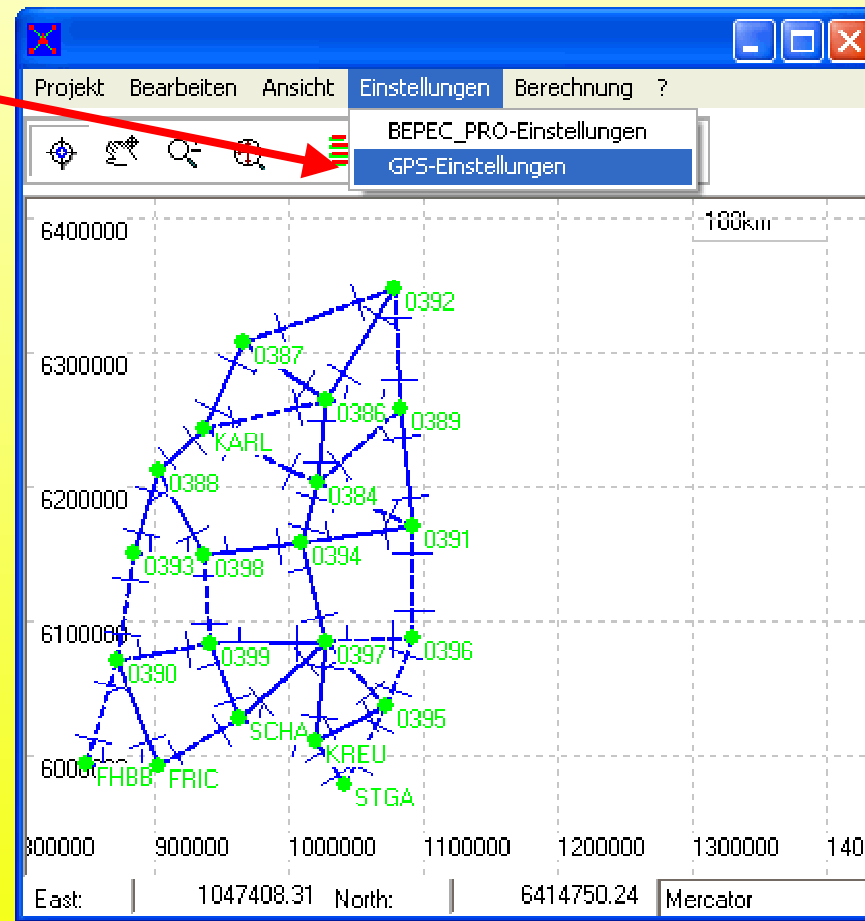 Projekt Bearbeiten Ansicht Einstellungen Berechnung ?
BEPEC_PRO-Einstellungen
GPS-Einstellungen
6400000
100km
0392
0387
6300000
0386
0389
KARL
0388
6200000
0384
0391
0394
0393
0398
6100000
0399
0397
0396
0390
0395
SCHA
KREU
FHBB
FRIC
STGA
900000 1000000 1100000 1200000 1300000
East: 1047408.31 North: 6414750.24 Mercator